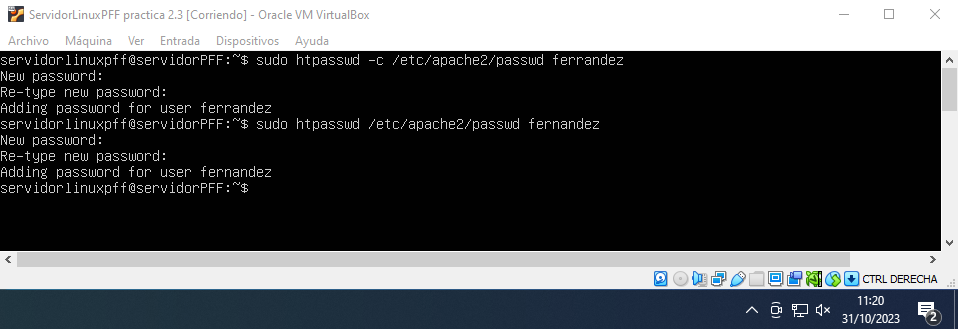 ServidorLinuxPFF practica 2.3 [Corriendo] - Oracle VM VirtualBox
Archivo Máquina Ver Entrada Dispositivos Ayuda
servidorlinuxpff@servidorPFF:~$ sudo htpasswd -c /etc/apache2/passwd ferrandez
New password:
Re-type new password:
Adding password for user ferrandez
servidorlinuxpff@servidorPFF:~$ sudo htpasswd /etc/apache2/passwd fernandez
New password:
Re-type new password:
Adding password for user fernandez
servidorlinuxpff@servidorPFF:~$
CTRL DERECHA
11:20
31/10/2023
2